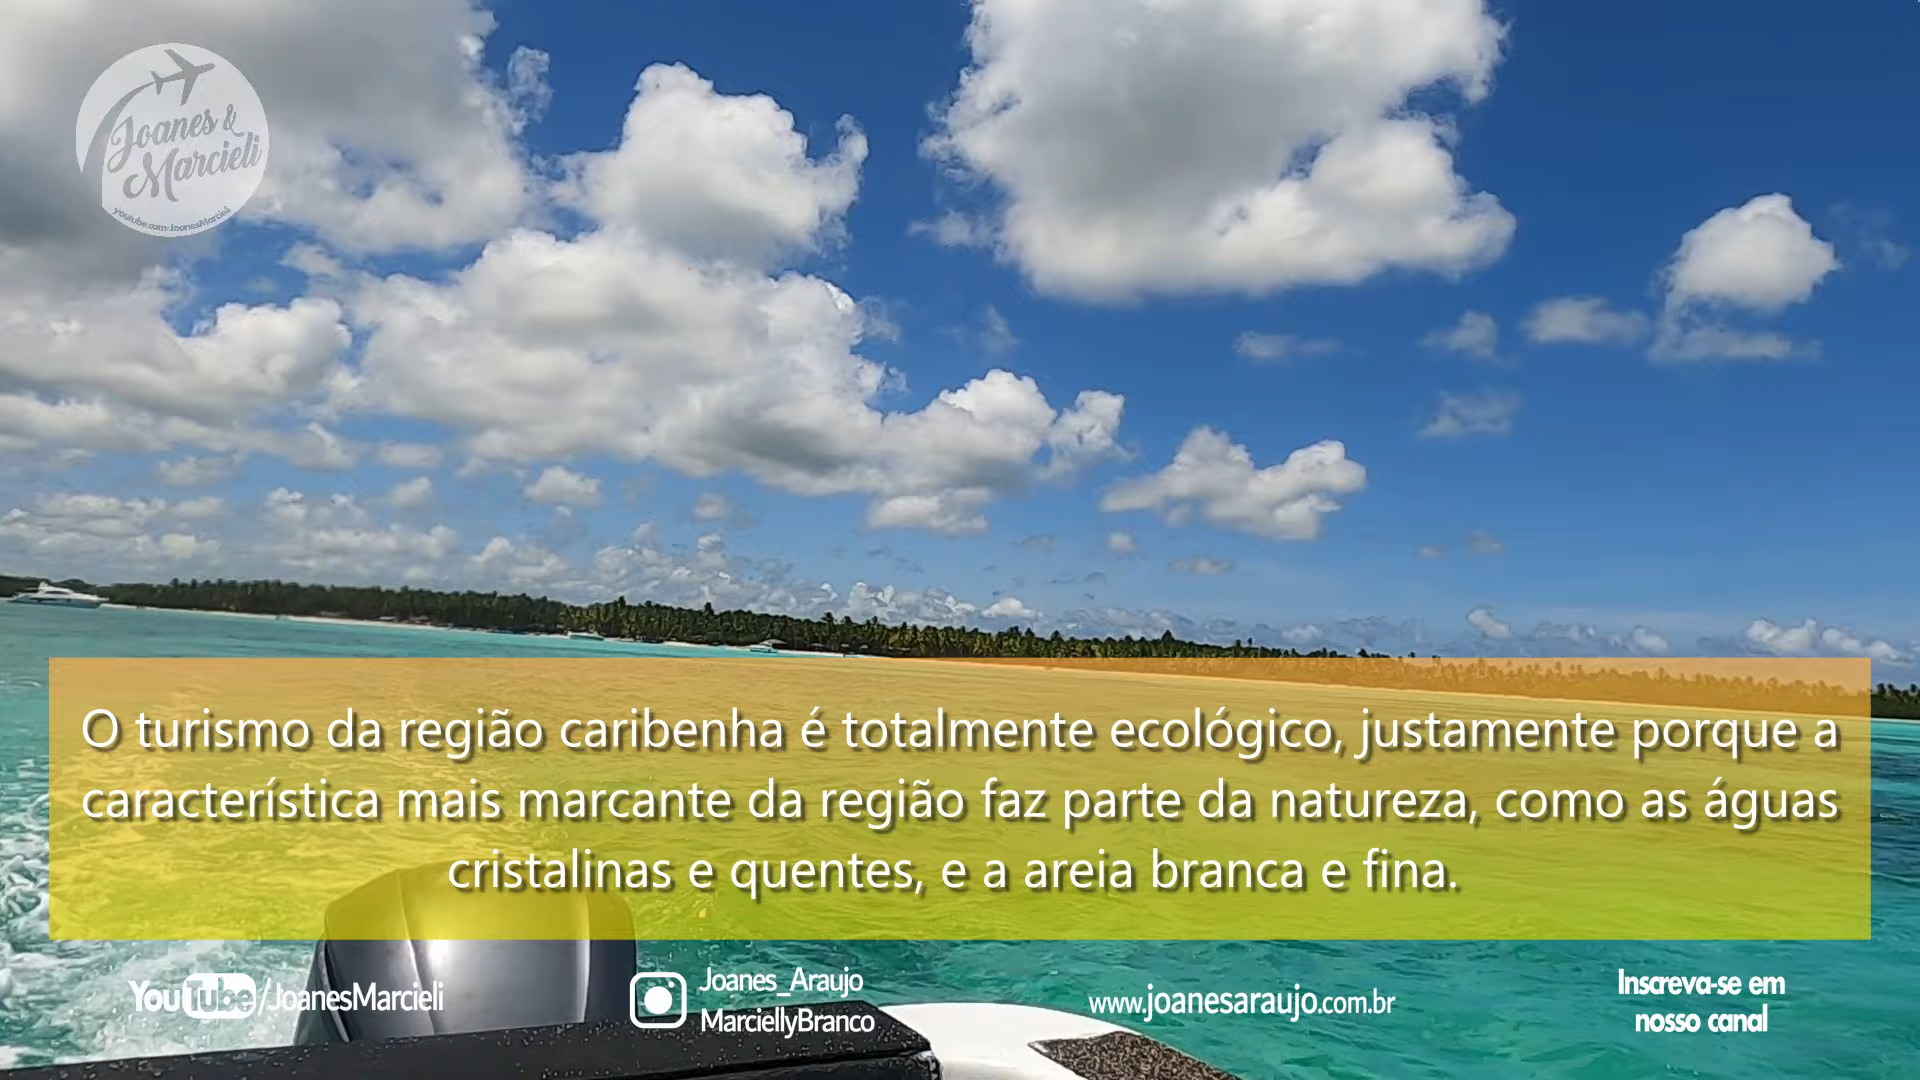 Joanes &
Marcieli
youtube.com/JoanesMarcieli
O turismo da região caribenha é totalmente ecológico, justamente porque a
característica mais marcante da região faz parte da natureza, como as águas
cristalinas e quentes, e a areia branca e fina.
YouTube/JoanesMarcieli
Joanes_Araujo
MarciellyBranco
www.joanesaraujo.com.br
Inscreva-se em
nosso canal